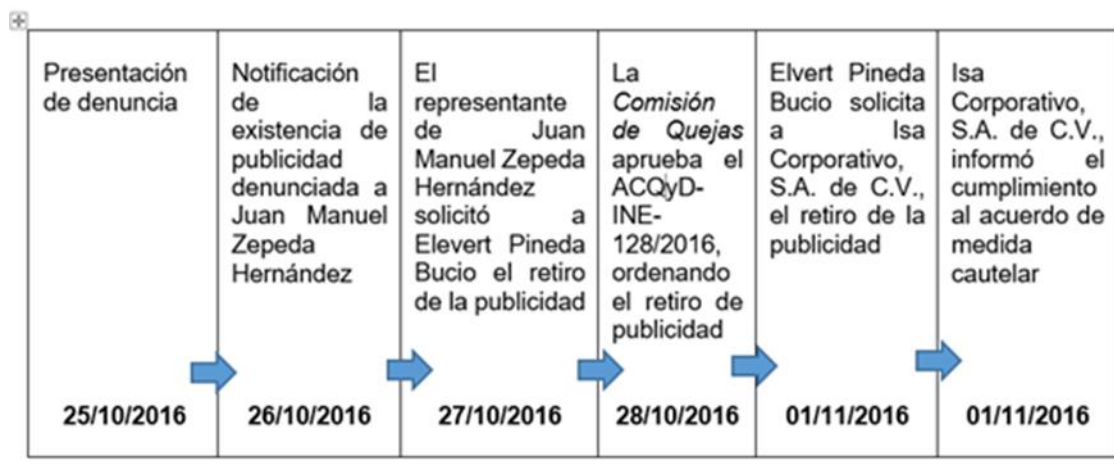 Presentación
de denuncia
25/10/2016
Notificación
de la
existencia de
publicidad
denunciada a
Juan Manuel
Zepeda
Hernández
26/10/2016
El
representante
de Juan
Manuel Zepeda
Hernández
solicitó a
Elevert Pineda
Bucio el retiro
de la publicidad
27/10/2016
La
Comisión
de Quejas
aprueba el
ACQyD-
INE-
128/2016,
ordenando
el retiro de
publicidad
28/10/2016
Elvert Pineda
Bucio solicita
a Isa
Corporativo,
S.A. de C.V.,
el retiro de la
publicidad
01/11/2016
Isa
Corporativo,
S.A. de C.V.,
informó el
cumplimiento
al acuerdo de
medida
cautelar
01/11/2016